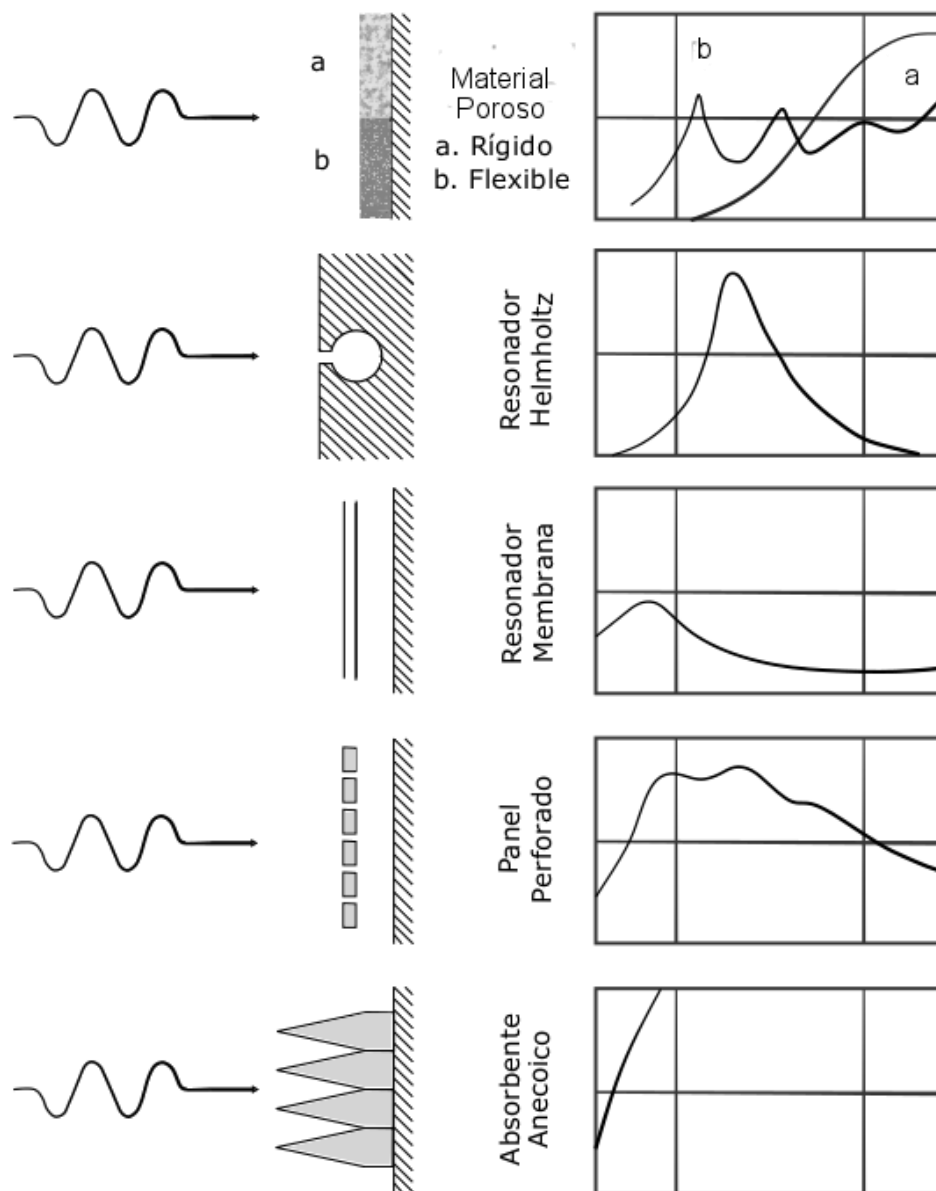 a
b
Material
Poroso
a. Rígido
b. Flexible
b
a
Resonador
Helmholtz
Resonador
Membrana
Panel
Perforado
Absorbente
Anecoico